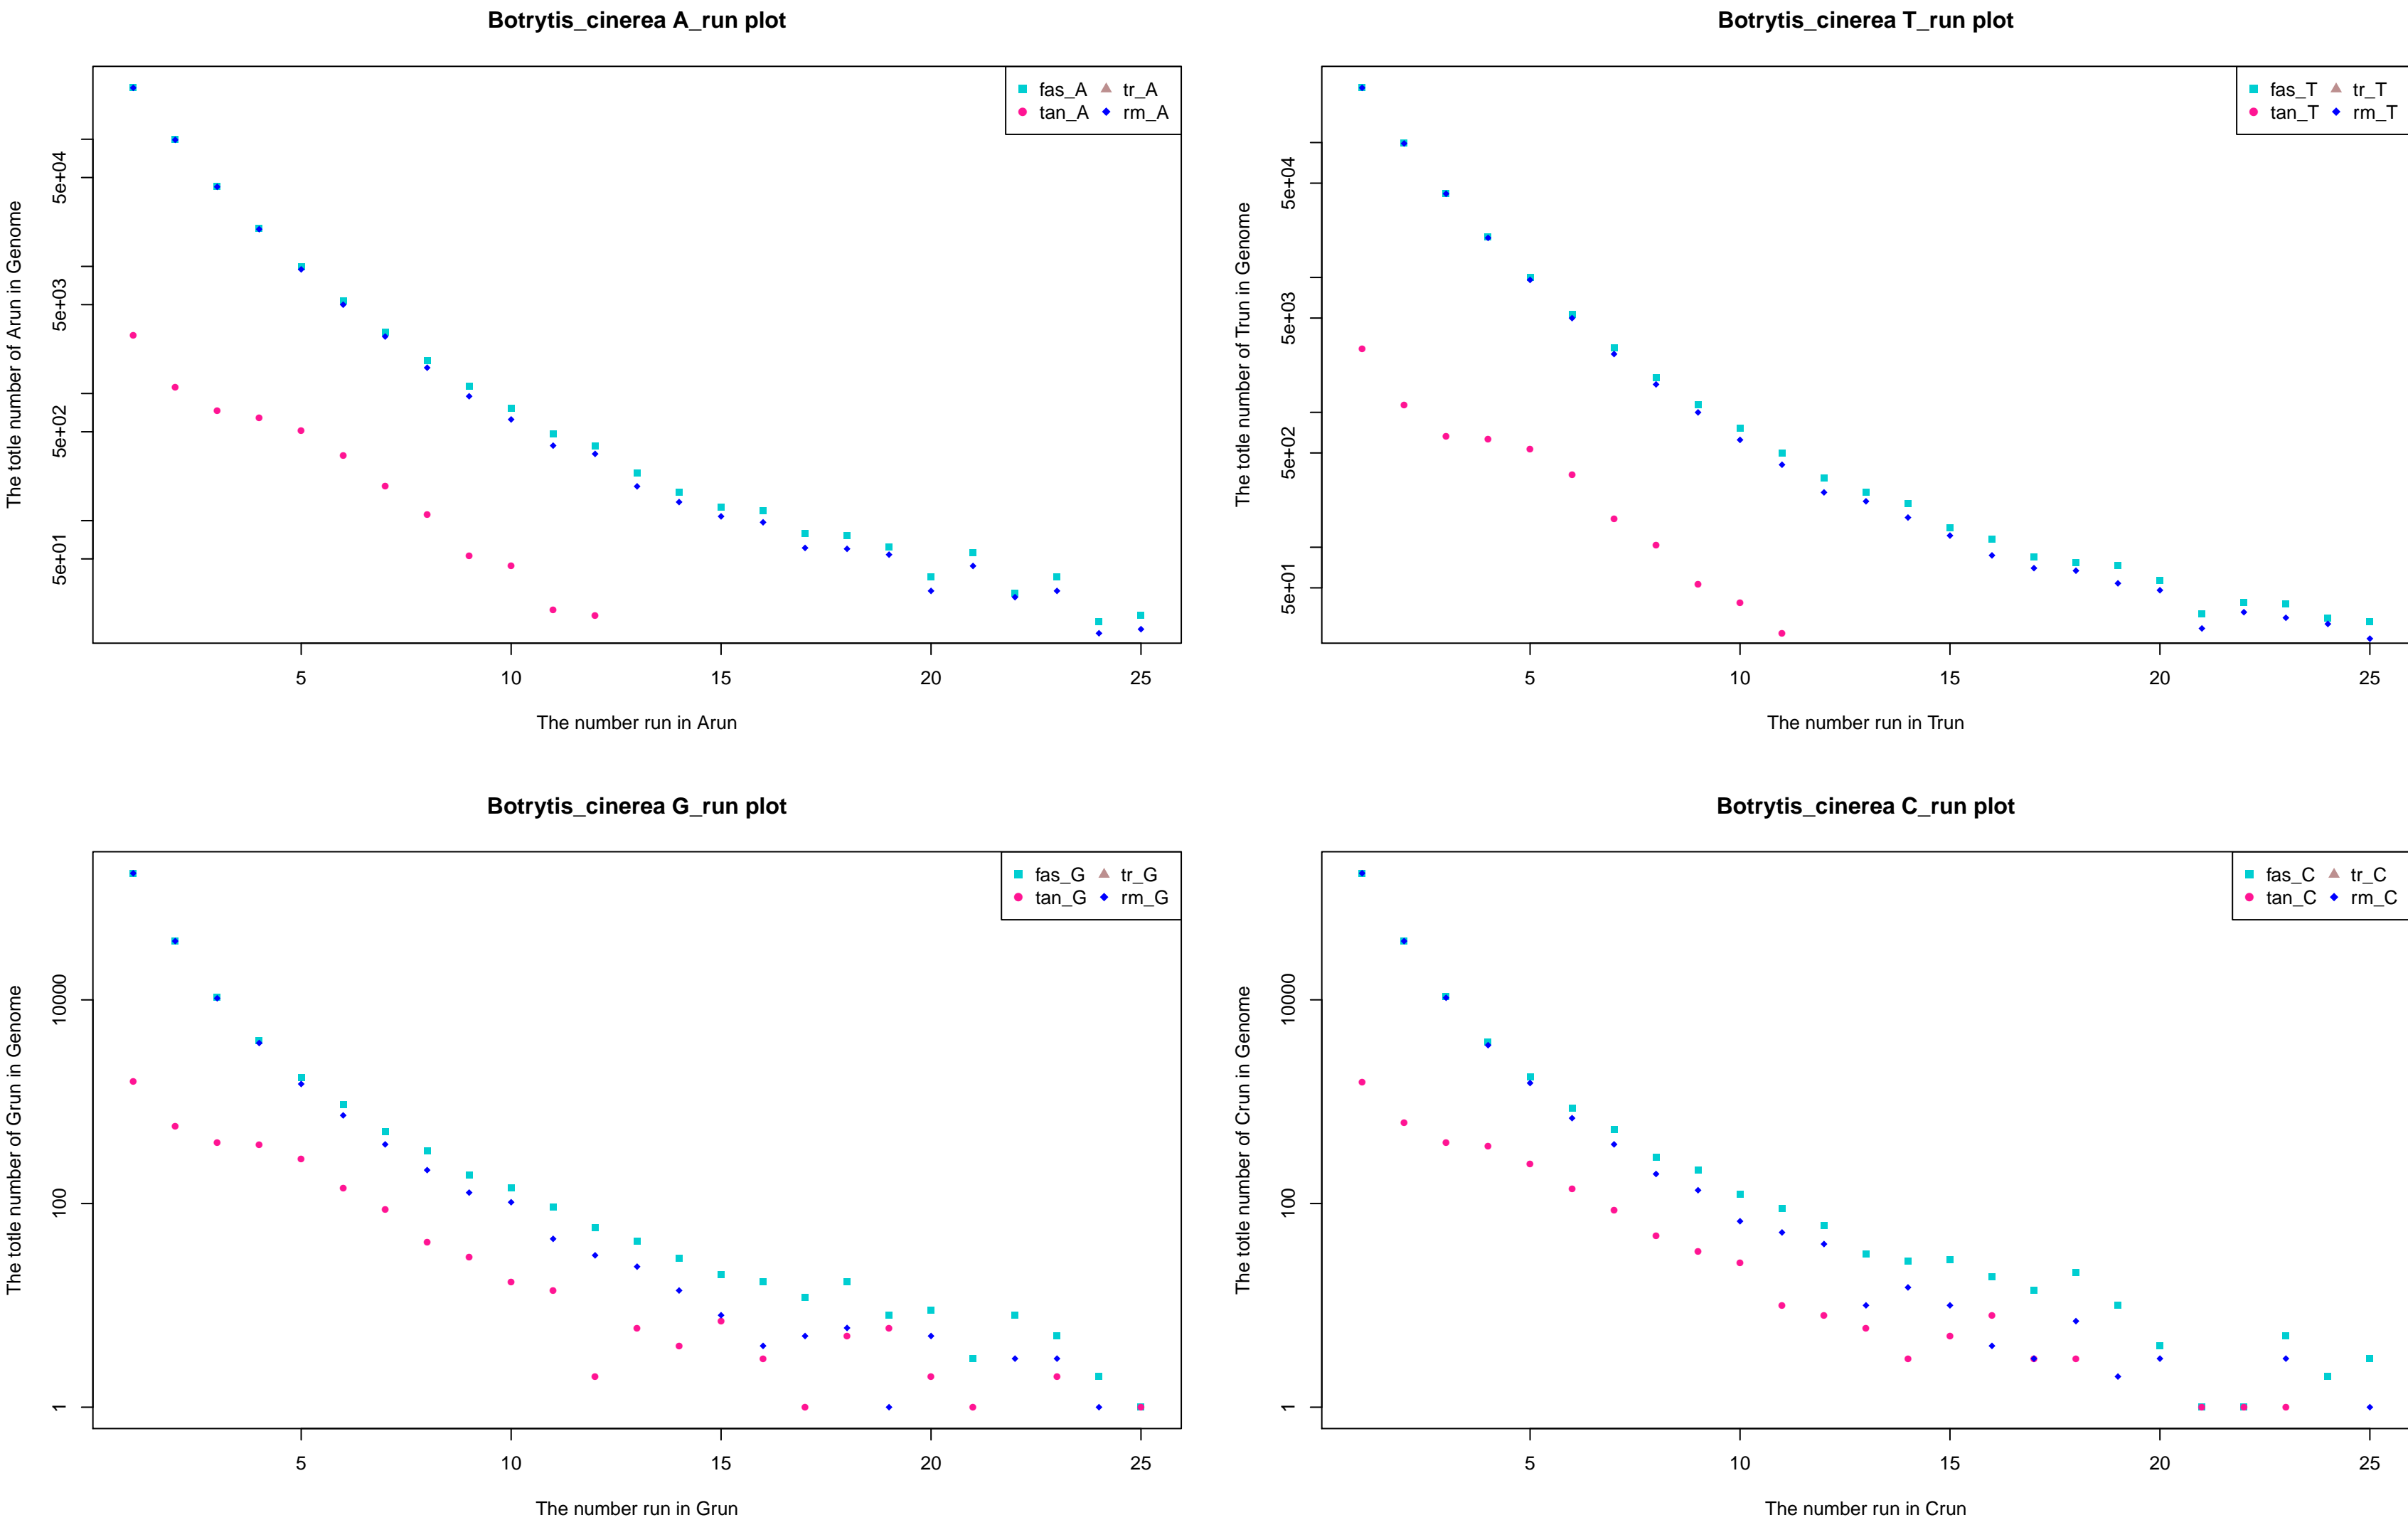 Botrytis_cinerea A_run plot
The totle number of Arun in Genome
5e+04
5e+03
5e+02
5e+01
fas_A tr_A
tan_A rm_A
5 10 15 20 25
The number run in Arun
Botrytis_cinerea T_run plot
The totle number of Trun in Genome
5e+04
5e+03
5e+02
5e+01
fas_T tr_T
tan_T rm_T
5 10 15 20 25
The number run in Trun
Botrytis_cinerea G_run plot
The totle number of Grun in Genome
10000
100
1
fas_G tr_G
tan_G rm_G
5 10 15 20 25
The number run in Grun
Botrytis_cinerea C_run plot
The totle number of Crun in Genome
10000
100
1
fas_C tr_C
tan_C rm_C
5 10 15 20 25
The number run in Crun